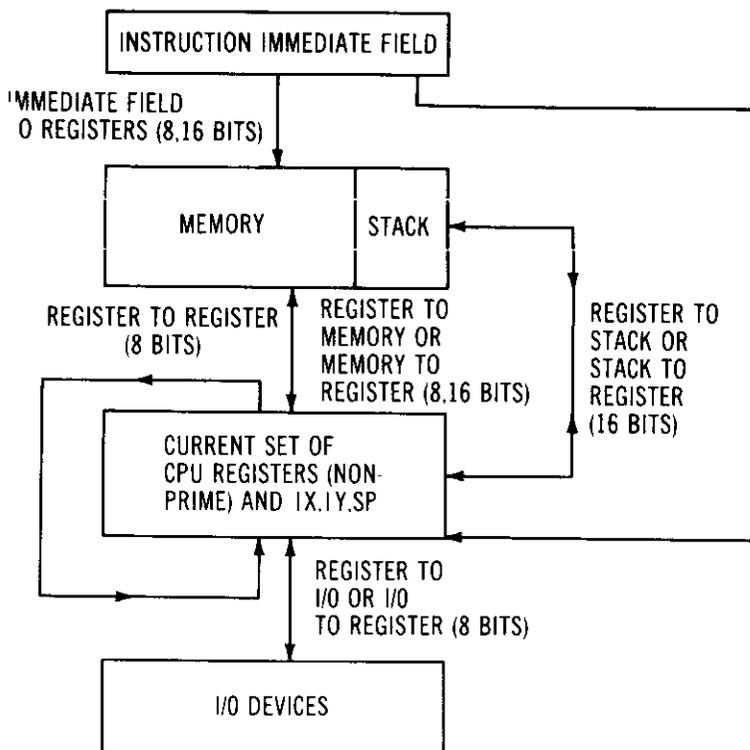 INSTRUCTION IMMEDIATE FIELD
IMMEDIATE FIELD
O REGISTERS (8,16 BITS)
MEMORY
STACK
REGISTER TO REGISTER
(8 BITS)
REGISTER TO
MEMORY OR
MEMORY TO
REGISTER (8,16 BITS)
REGISTER TO
STACK OR
STACK TO
REGISTER
(16 BITS)
CURRENT SET OF
CPU REGISTERS (NON-
PRIME) AND IX,IY,SP
REGISTER TO
I/O OR I/O
TO REGISTER (8 BITS)
I/O DEVICES